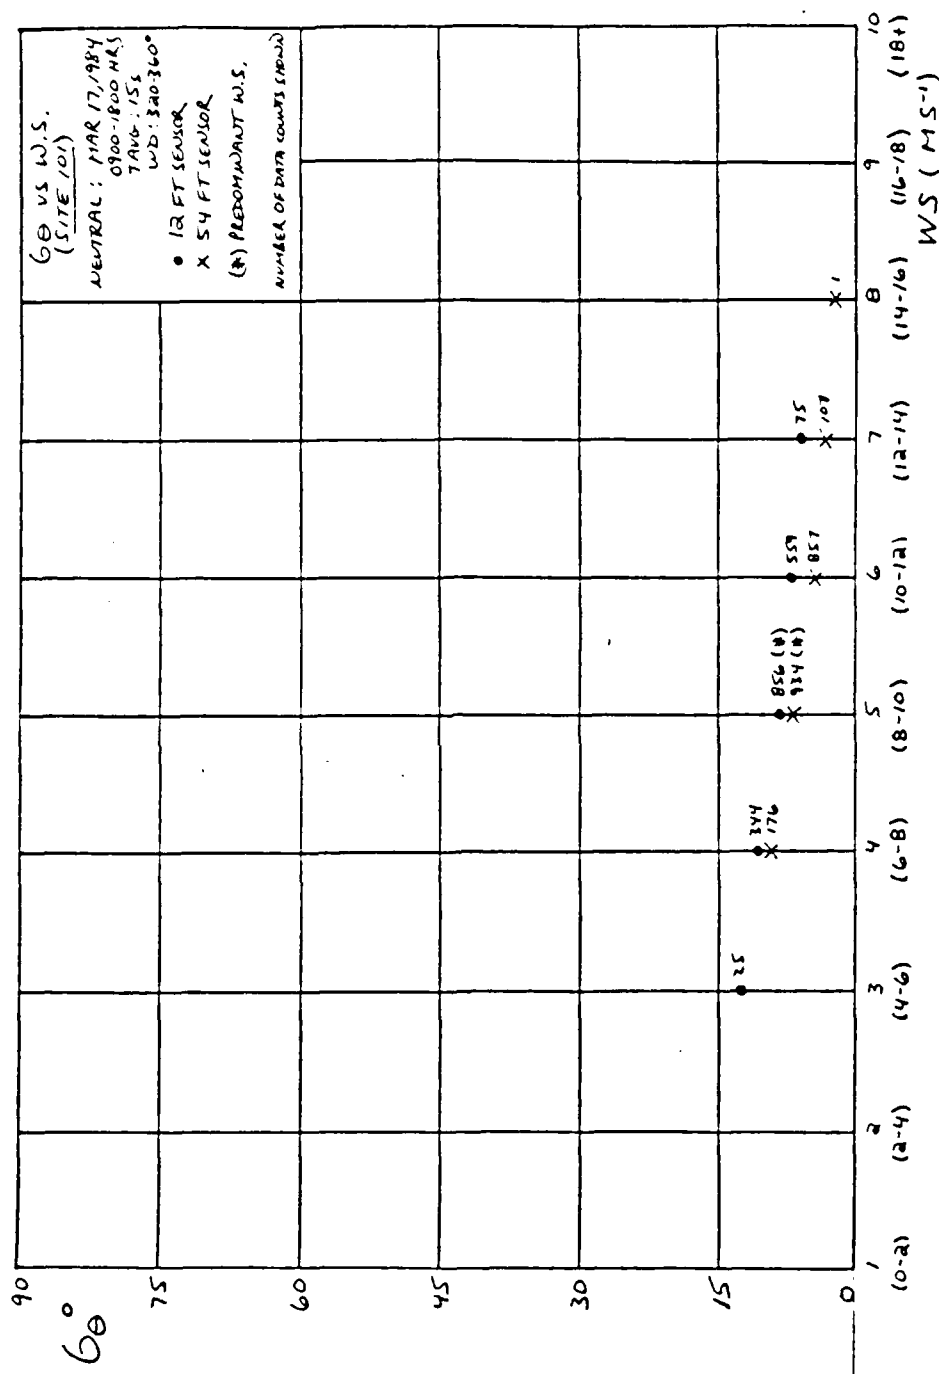 σθ VS W.S.
(SITE 101)
NEUTRAL: MAR 17, 1984
0900-1800 HRS
TAVG: 15s
WD: 320-360°
• 12 FT SENSOR
x 54 FT SENSOR
(*) PREDOMINANT W.S.
NUMBER OF DATA COUNTS SHOWN
σθ°
90
75
60
45
30
15
0
25
344
176
856 (*)
934 (*)
559
857
75
107
1
1 2 3 4 5 6 7 8 9 10
(0-2) (2-4) (4-6) (6-8) (8-10) (10-12) (12-14) (14-16) (16-18) (18+)
WS (MS-1)